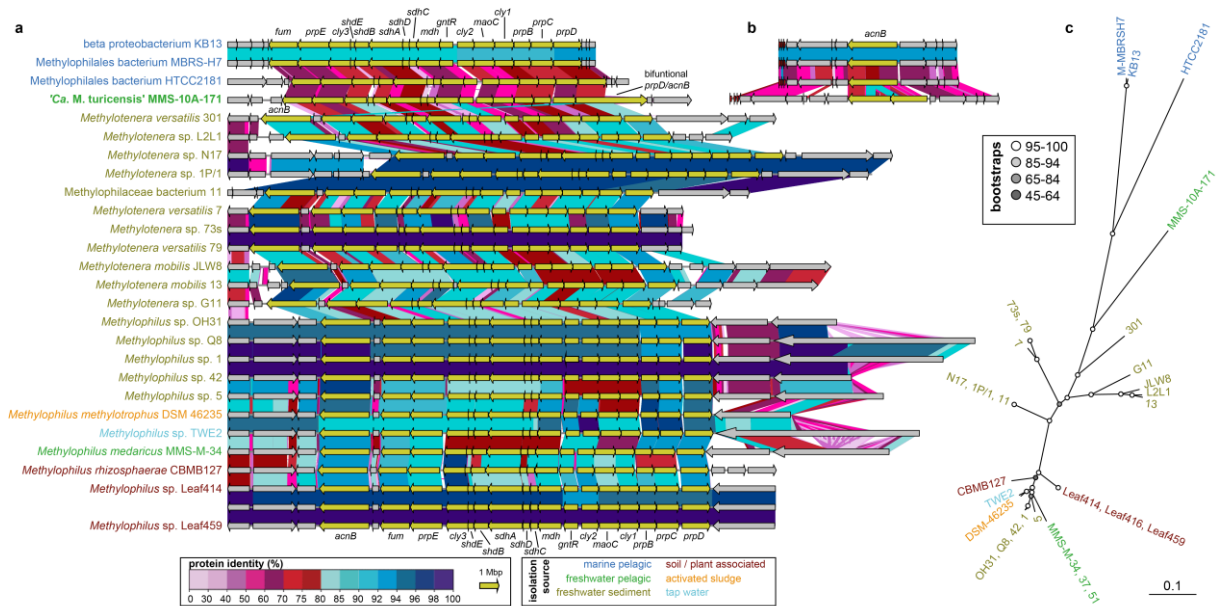 a
b
c
fum
prpE
cly3
shdE
shdB
sdhA
sdhD
sdhC
mdh
gntR
cly2
maoC
cly1
prpB
prpC
prpD
acnB
beta proteobacterium KB13
Methylophilales bacterium MBRS-H7
Methylophilales bacterium HTCC2181
'Ca. M. turicensis' MMS-10A-171
bifuntional
prpD/acnB
acnB
Methylotenera versatilis 301
Methylotenera sp. L2L1
Methylotenera sp. N17
Methylotenera sp. 1P/1
Methylophilaceae bacterium 11
Methylotenera versatilis 7
Methylotenera sp. 73s
Methylotenera versatilis 79
Methylotenera mobilis JLW8
Methylotenera mobilis 13
Methylotenera sp. G11
Methylophilus sp. OH31
Methylophilus sp. Q8
Methylophilus sp. 1
Methylophilus sp. 42
Methylophilus sp. 5
Methylophilus methylotrophus DSM 46235
Methylophilus sp. TWE2
Methylophilus medaricus MMS-M-34
Methylophilus rhizosphaerae CBMB127
Methylophilus sp. Leaf414
Methylophilus sp. Leaf459
acnB
fum
prpE
cly3
shdE
shdB
sdhA
sdhD
sdhC
mdh
gntR
cly2
maoC
cly1
prpB
prpC
prpD
protein identity (%)
0 30 50 60 70 75 80 85 90 92 94 96 98 100
1 Mbp
isolation
source
marine pelagic
freshwater pelagic
freshwater sediment
soil / plant associated
activated sludge
tap water
bootstraps
95-100
85-94
65-84
45-64
M-MBRSH7
KB13
HTCC2181
MMS-10A-171
73s, 79
7
301
G11
JLW8
L2L1
13
N17, 1P/1, 11
CBMB127
TWE2
DSM-46235
OH31, Q8, 42, 1
5
MMS-M-34, 37, 51
Leaf414, Leaf416, Leaf459
0.1